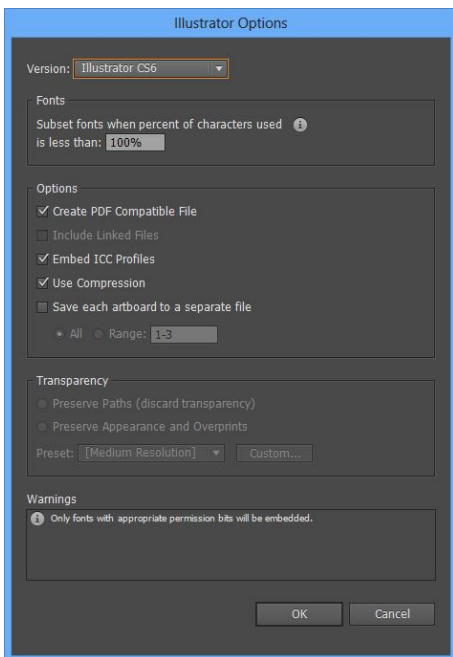 Illustrator Options
Version: Illustrator CS6
Fonts
Subset fonts when percent of characters used
is less than: 100%
Options
Create PDF Compatible File
Include Linked Files
Embed ICC Profiles
Use Compression
Save each artboard to a separate file
All Range: 1-3
Transparency
Preserve Paths (discard transparency)
Preserve Appearance and Overprints
Preset: [Medium Resolution] Custom...
Warnings
Only fonts with appropriate permission bits will be embedded.
OK Cancel